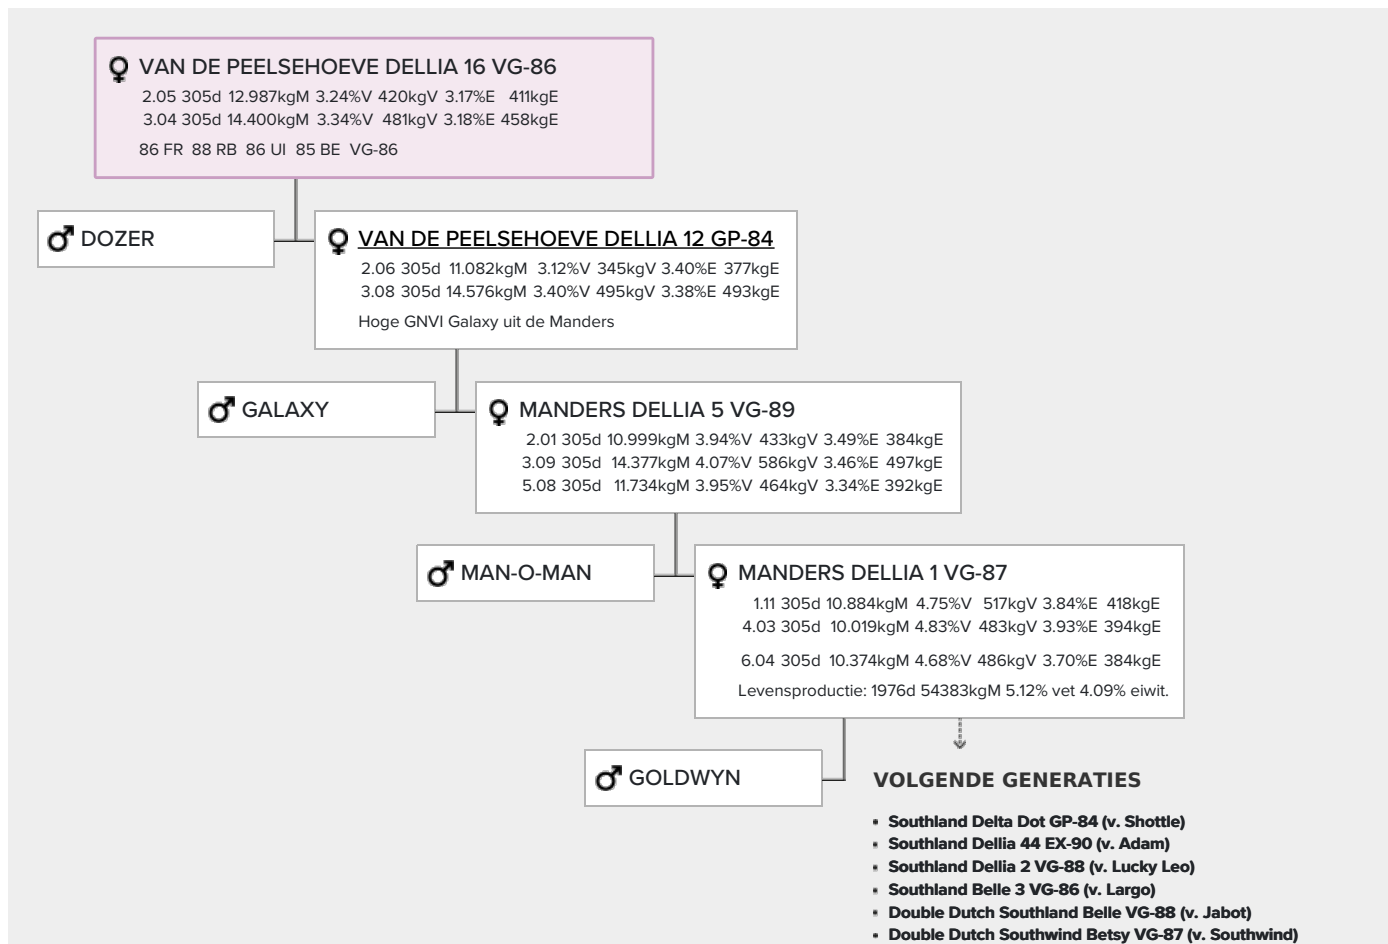 VAN DE PEELSEHOEVE DELLIA 16 VG-86
2.05 305d 12.987kgM 3.24%V 420kgV 3.17%E 411kgE
3.04 305d 14.400kgM 3.34%V 481kgV 3.18%E 458kgE
86 FR 88 RB 86 UI 85 BE VG-86
DOZER
VAN DE PEELSEHOEVE DELLIA 12 GP-84
2.06 305d 11.082kgM 3.12%V 345kgV 3.40%E 377kgE
3.08 305d 14.576kgM 3.40%V 495kgV 3.38%E 493kgE
Hoge GNVI Galaxy uit de Manders
GALAXY
MANDERS DELLIA 5 VG-89
2.01 305d 10.999kgM 3.94%V 433kgV 3.49%E 384kgE
3.09 305d 14.377kgM 4.07%V 586kgV 3.46%E 497kgE
5.08 305d 11.734kgM 3.95%V 464kgV 3.34%E 392kgE
MAN-O-MAN
MANDERS DELLIA 1 VG-87
1.11 305d 10.884kgM 4.75%V 517kgV 3.84%E 418kgE
4.03 305d 10.019kgM 4.83%V 483kgV 3.93%E 394kgE
6.04 305d 10.374kgM 4.68%V 486kgV 3.70%E 384kgE
Levensproductie: 1976d 54383kgM 5.12% vet 4.09% eiwit.
GOLDWYN
VOLGENDE GENERATIES
Southland Delta Dot GP-84 (v. Shottle)
Southland Dellia 44 EX-90 (v. Adam)
Southland Dellia 2 VG-88 (v. Lucky Leo)
Southland Belle 3 VG-86 (v. Largo)
Double Dutch Southland Belle VG-88 (v. Jabot)
Double Dutch Southwind Betsy VG-87 (v. Southwind)